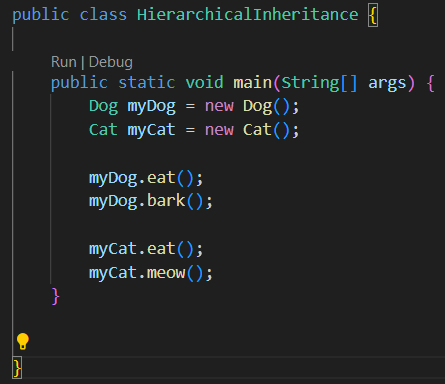 public class HierarchicalInheritance {
Run | Debug
public static void main(String[] args) {
Dog myDog = new Dog();
Cat myCat = new Cat();
myDog.eat();
myDog.bark();
myCat.eat();
myCat.meow();
}
}